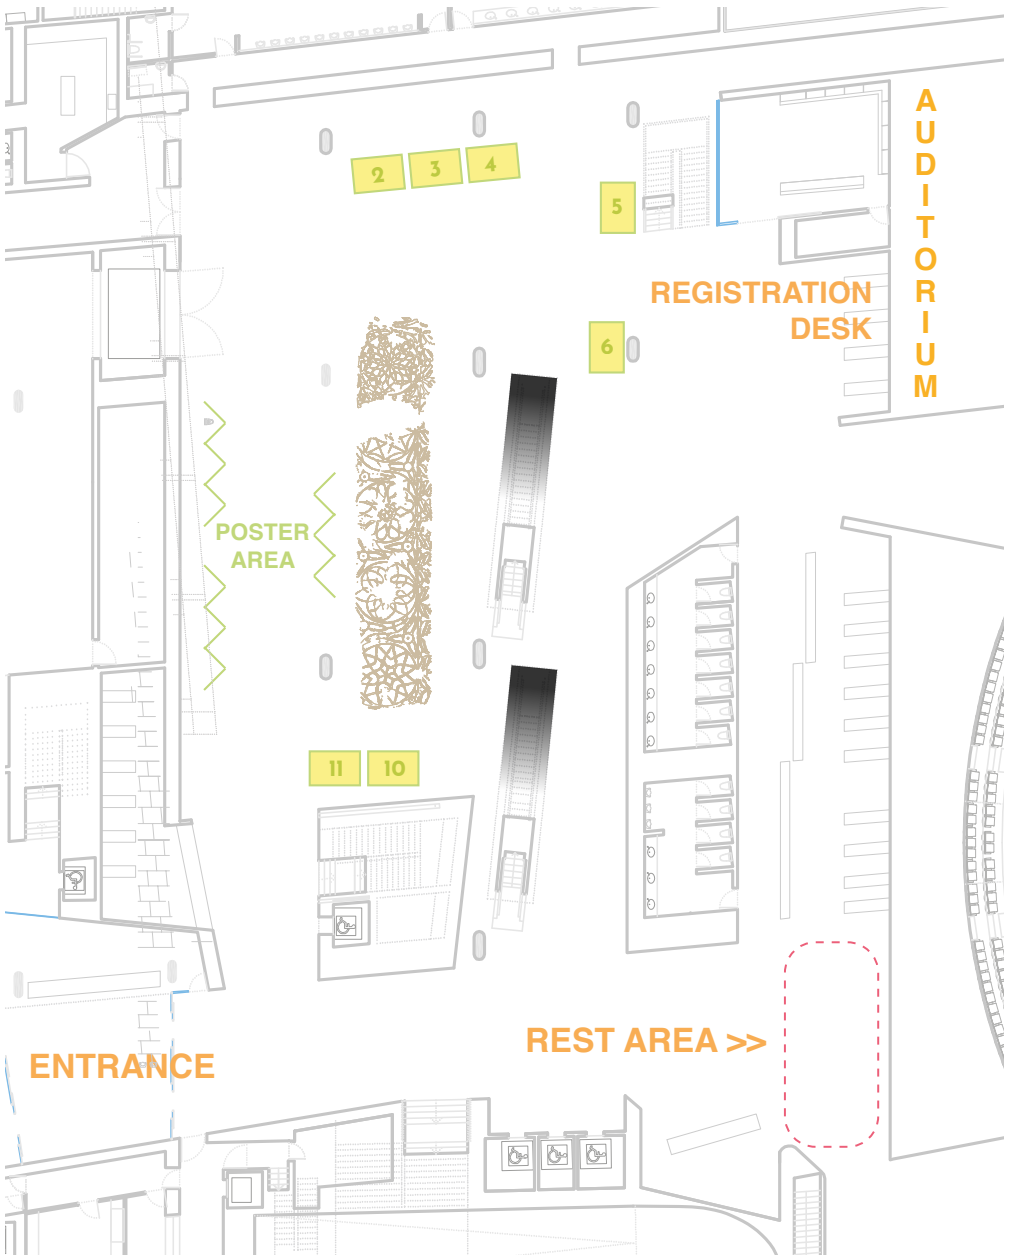 2
3
4
5
AUDITORIUM
REGISTRATION
DESK
6
POSTER
AREA
11
10
REST AREA >>
ENTRANCE